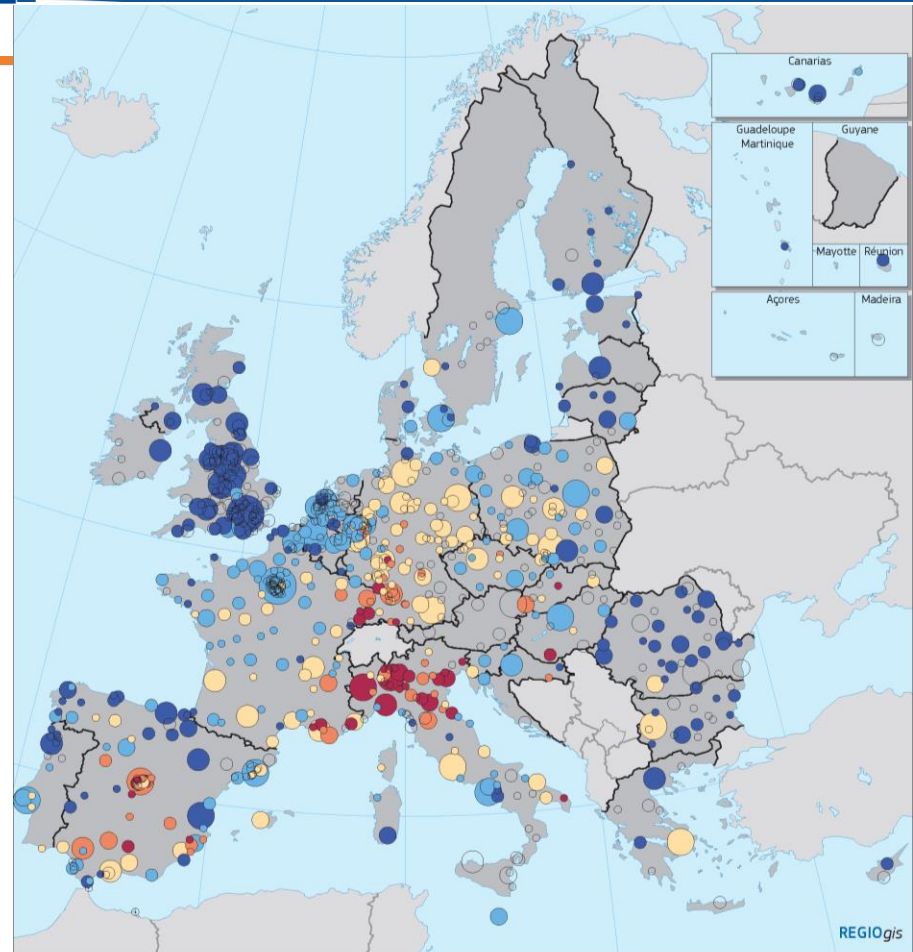 Canarias
Guadeloupe
Martinique
Guyane
Mayotte
Réunion
Açores
Madeira
REGIOgis